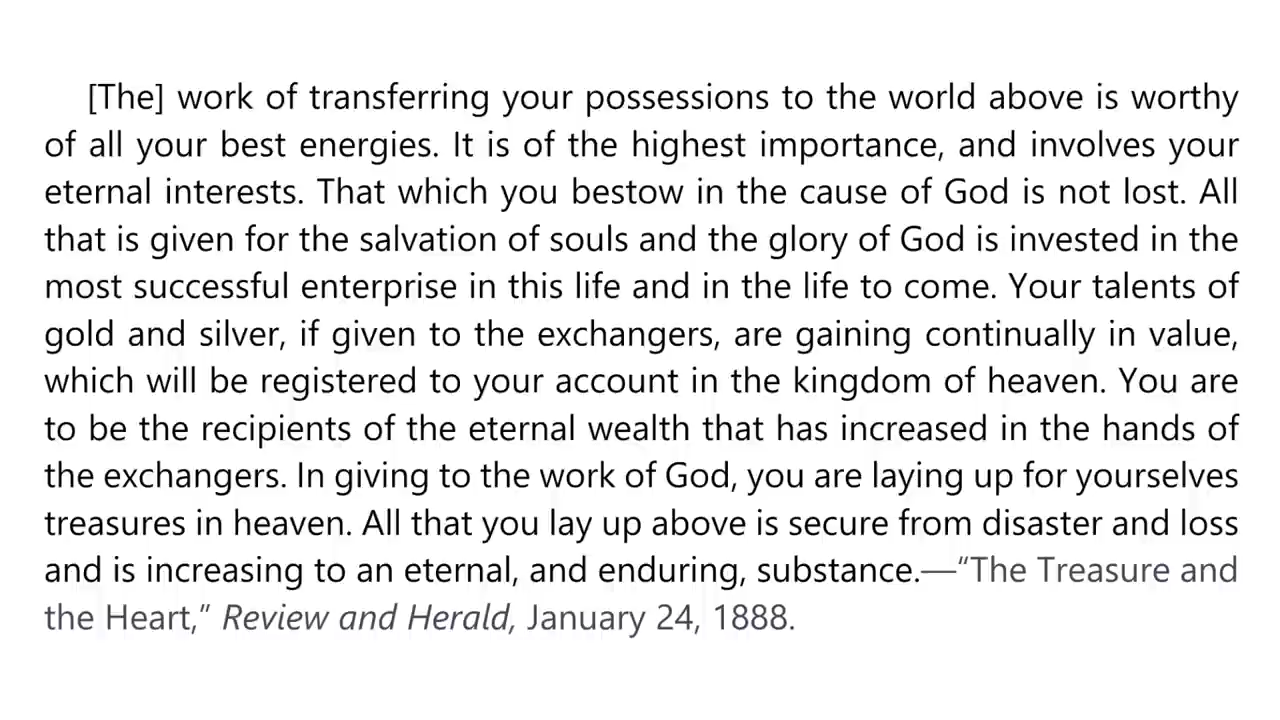 [The] work of transferring your possessions to the world above is worthy
of all your best energies. It is of the highest importance, and involves your
eternal interests. That which you bestow in the cause of God is not lost. All
that is given for the salvation of souls and the glory of God is invested in the
most successful enterprise in this life and in the life to come. Your talents of
gold and silver, if given to the exchangers, are gaining continually in value,
which will be registered to your account in the kingdom of heaven. You are
to be the recipients of the eternal wealth that has increased in the hands of
the exchangers. In giving to the work of God, you are laying up for yourselves
treasures in heaven. All that you lay up above is secure from disaster and loss
and is increasing to an eternal, and enduring, substance.—“The Treasure and
the Heart,” Review and Herald, January 24, 1888.